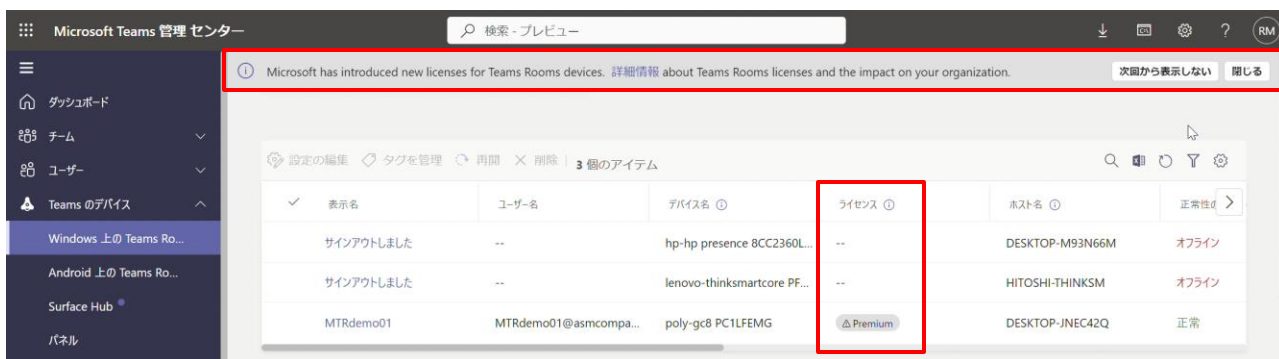 Microsoft Teams 管理 センター
検索 - プレビュー
?
RM
Microsoft has introduced new licenses for Teams Rooms devices. 詳細情報 about Teams Rooms licenses and the impact on your organization.
次回から表示しない
閉じる
ダッシュボード
チーム
ユーザー
Teams のデバイス
Windows 上の Teams Ro...
Android 上の Teams Ro...
Surface Hub
パネル
設定の編集 タグを管理 再開 削除 3 個のアイテム
表示名 ユーザー名 デバイス名 ライセンス ホスト名 正常性の
サインアウトしました -- hp-hp presence 8CC2360L... -- DESKTOP-M93N66M オフライン
サインアウトしました -- lenovo-thinksmartcore PF... -- HITOSHI-THINKSM オフライン
MTRdemo01 MTRdemo01@asmcompa... poly-gc8 PC1LFEMG Premium DESKTOP-JNEC42Q 正常